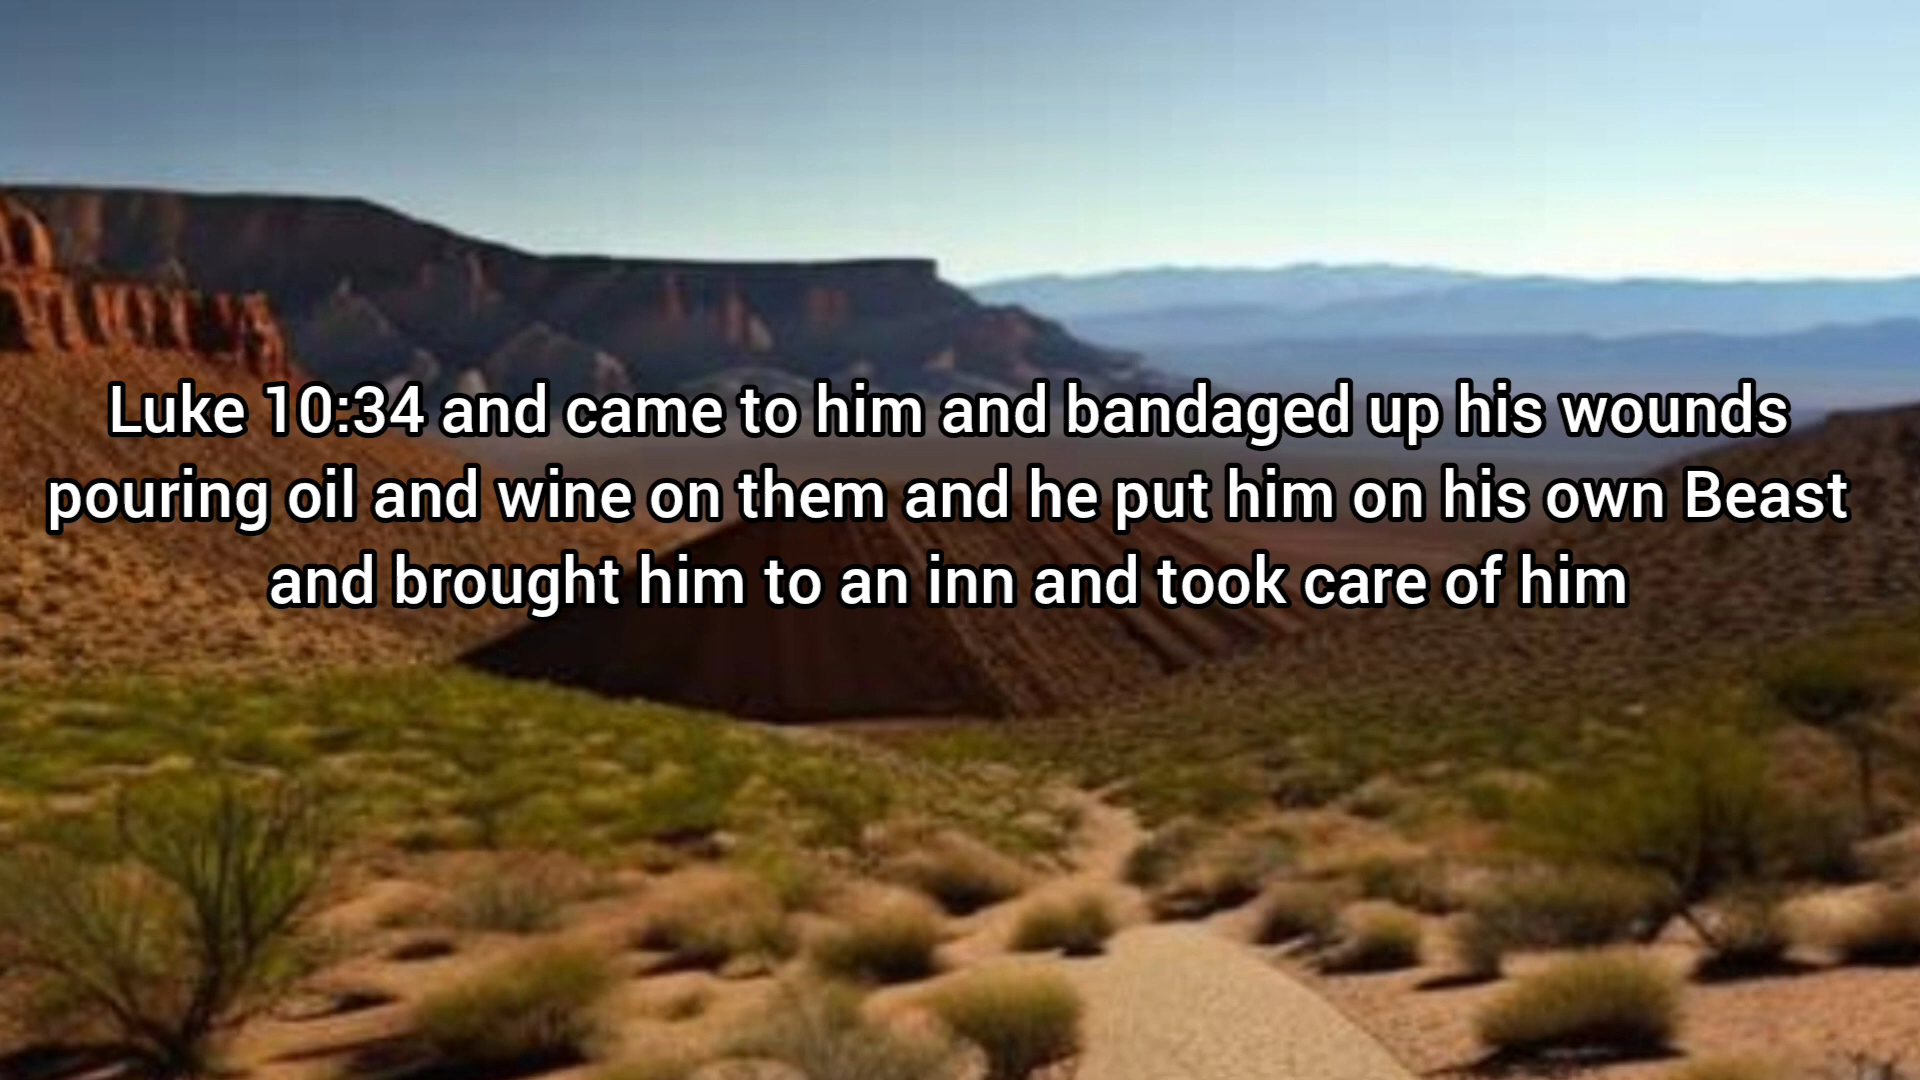 Luke 10:34 and came to him and bandaged up his wounds
pouring oil and wine on them and he put him on his own Beast
and brought him to an inn and took care of him